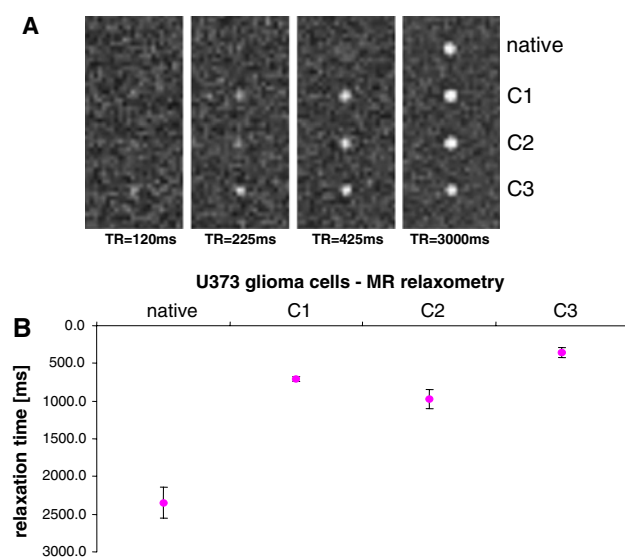 A
native
C1
C2
C3
TR=120ms TR=225ms TR=425ms TR=3000ms
U373 glioma cells - MR relaxometry
B
native C1 C2 C3
relaxation time [ms]
0.0
500.0
1000.0
1500.0
2000.0
2500.0
3000.0